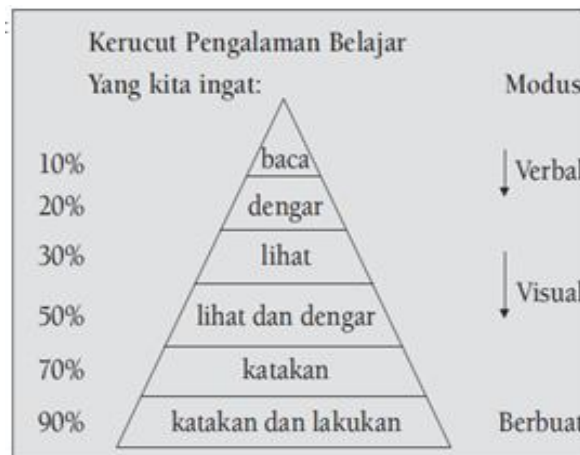 Kerucut Pengalaman Belajar
Yang kita ingat: Modus
10% baca Verbal
20% dengar
30% lihat
50% lihat dan dengar Visual
70% katakan
90% katakan dan lakukan Berbuat